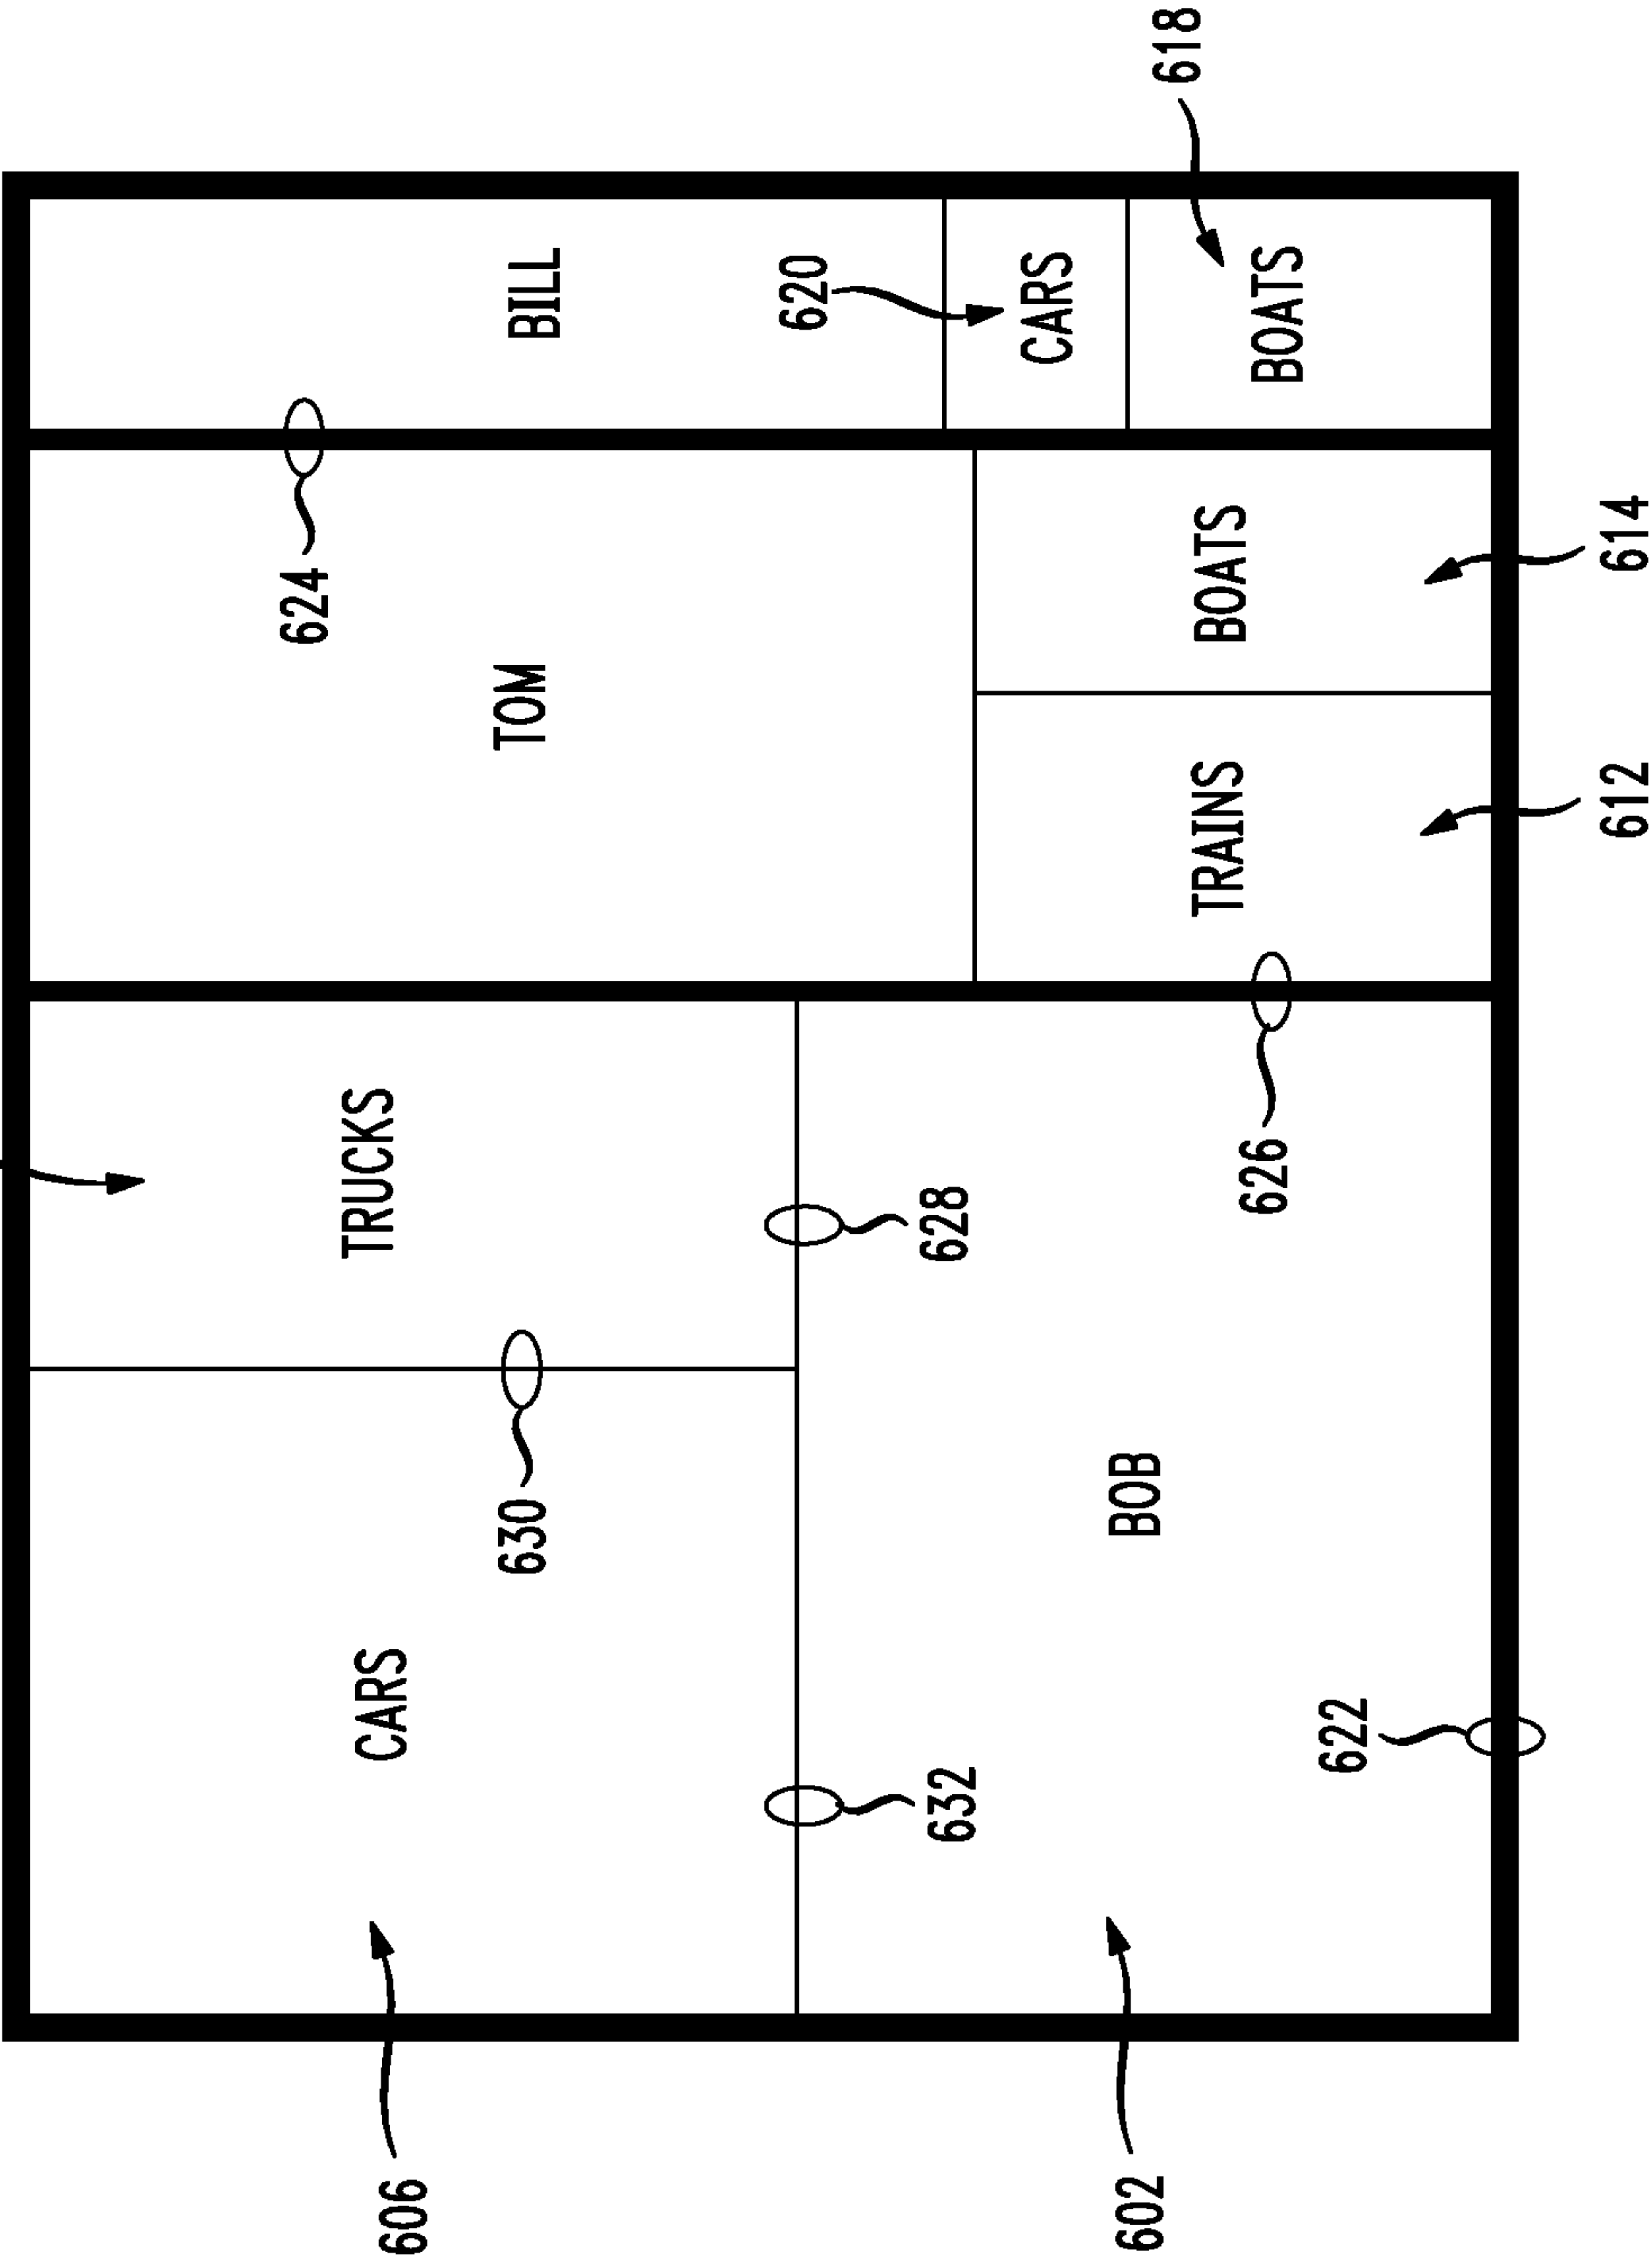 624
606
CARS
TRUCKS
630
TOM
BILL
620
632
628
CARS
602
BOB
618
TRAINS
BOATS
626
BOATS
622
612
614